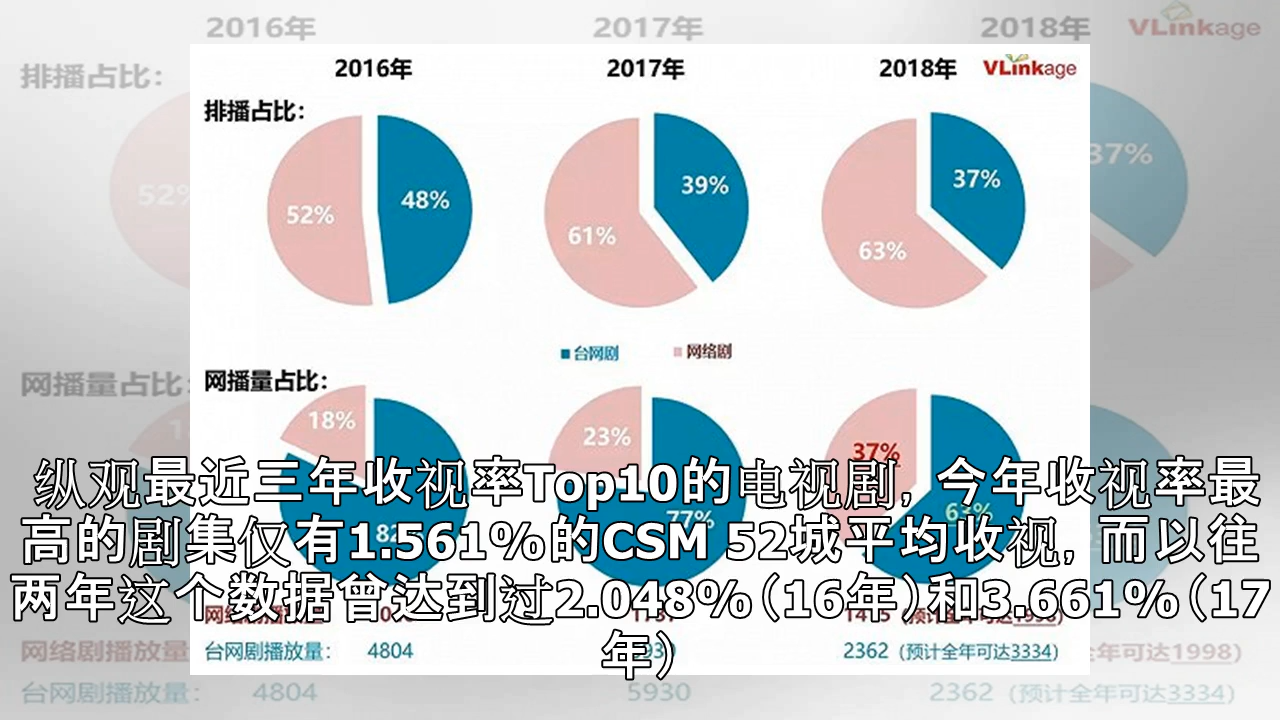 2016年 2017年 2018年 VLinkage
排播占比：
52% 48% 61% 39% 63% 37%
台网剧 网络剧
网播量占比：
18% 82 23% 77% 37% 63%
纵观最近三年收视率Top10的电视剧，今年收视率最
高的剧集仅有1.561%的CSM 52城平均收视，而以往
两年这个数据曾达到过2.048%（16年）和3.661%（17
年）
台网剧播放量： 4804 5930 2362（预计全年可达3334）